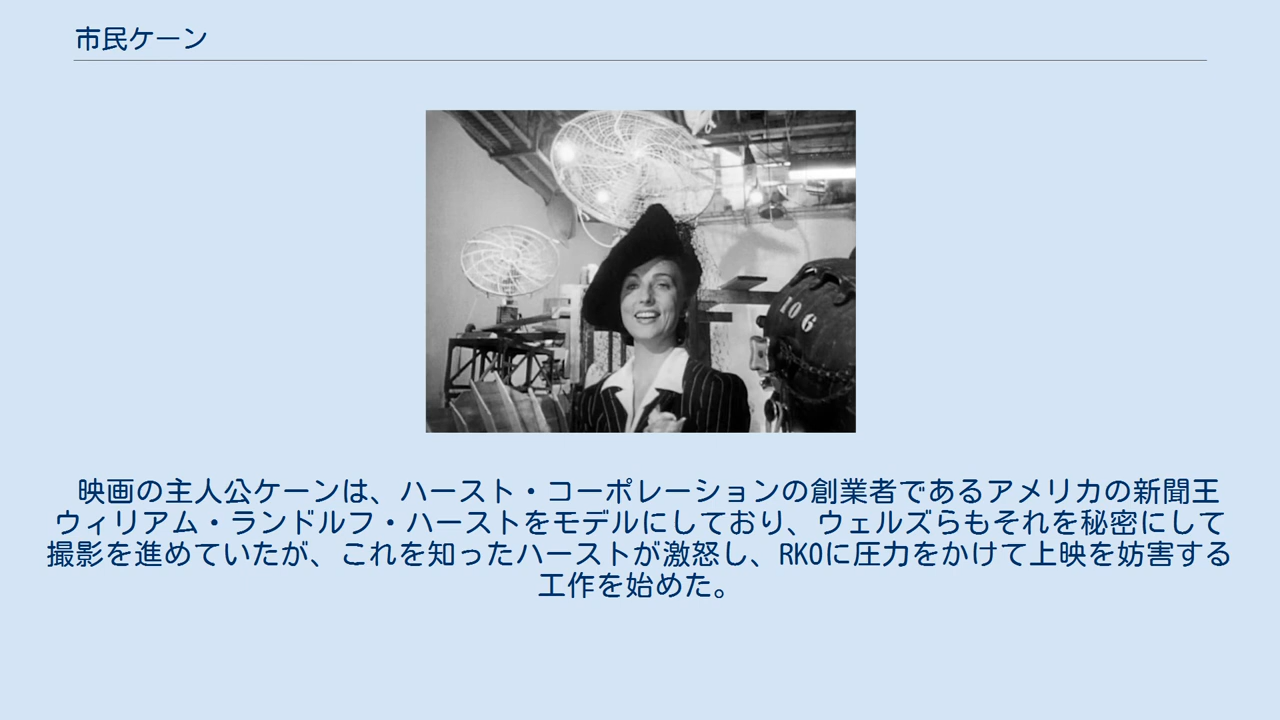 市民ケーン
106
映画の主人公ケーンは、ハースト・コーポレーションの創業者であるアメリカの新聞王
ウィリアム・ランドルフ・ハーストをモデルにしており、ウェルズらもそれを秘密にして
撮影を進めていたが、これを知ったハーストが激怒し、RKOに圧力をかけて上映を妨害する
工作を始めた。